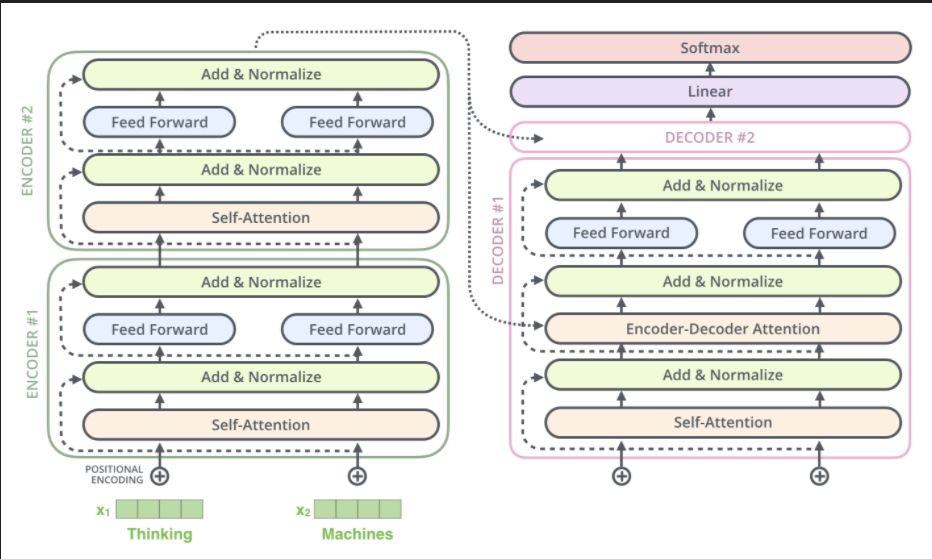 ENCODER #2
Add & Normalize
Feed Forward
Feed Forward
Add & Normalize
Self-Attention
ENCODER #1
Add & Normalize
Feed Forward
Feed Forward
Add & Normalize
Self-Attention
POSITIONAL
ENCODING
x₁
x₂
Thinking
Machines
Softmax
Linear
DECODER #2
DECODER #1
Add & Normalize
Feed Forward
Feed Forward
Add & Normalize
Encoder-Decoder Attention
Add & Normalize
Self-Attention